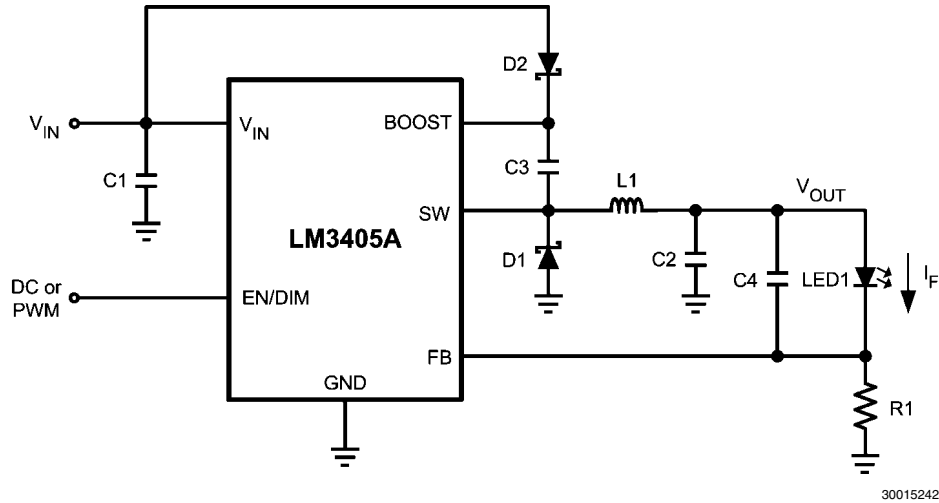 D2
V_IN
V_IN
BOOST
C1
C3
L1
V_OUT
SW
LM3405A
D1
C2
C4
LED1
I_F
DC or
PWM
EN/DIM
FB
GND
R1
30015242